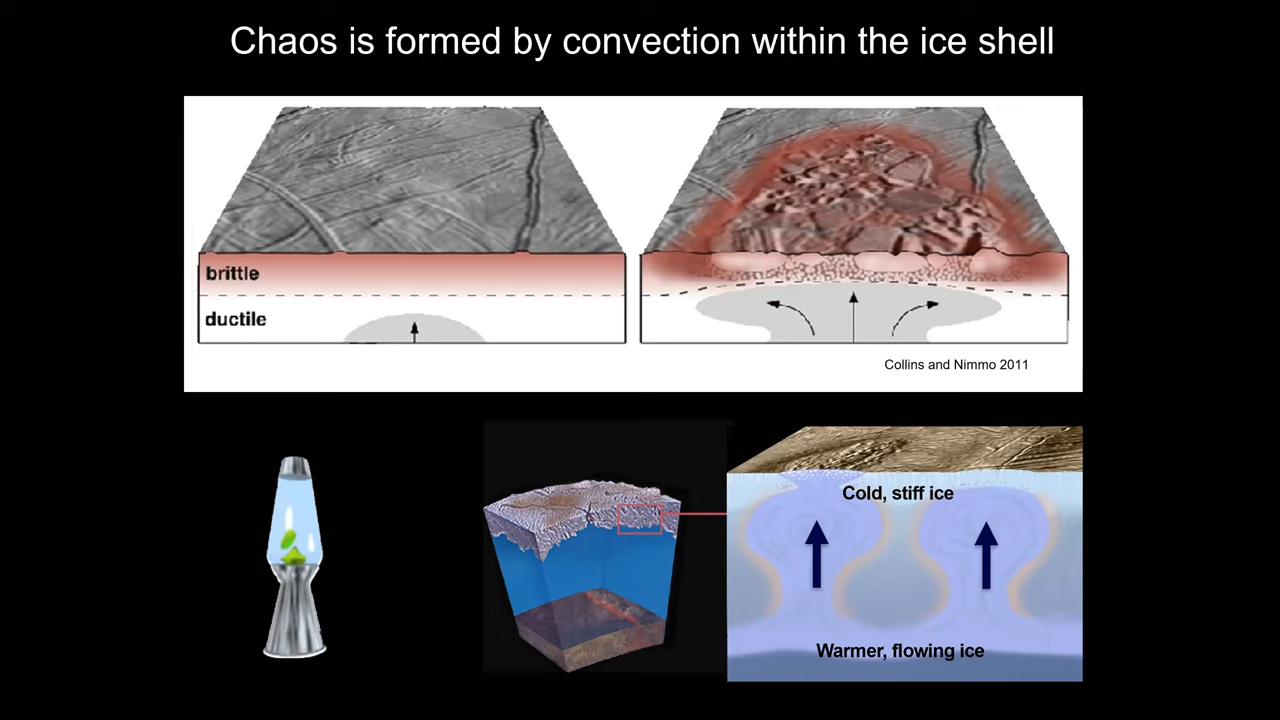 Chaos is formed by convection within the ice shell
brittle
ductile
Collins and Nimmo 2011
Cold, stiff ice
Warmer, flowing ice